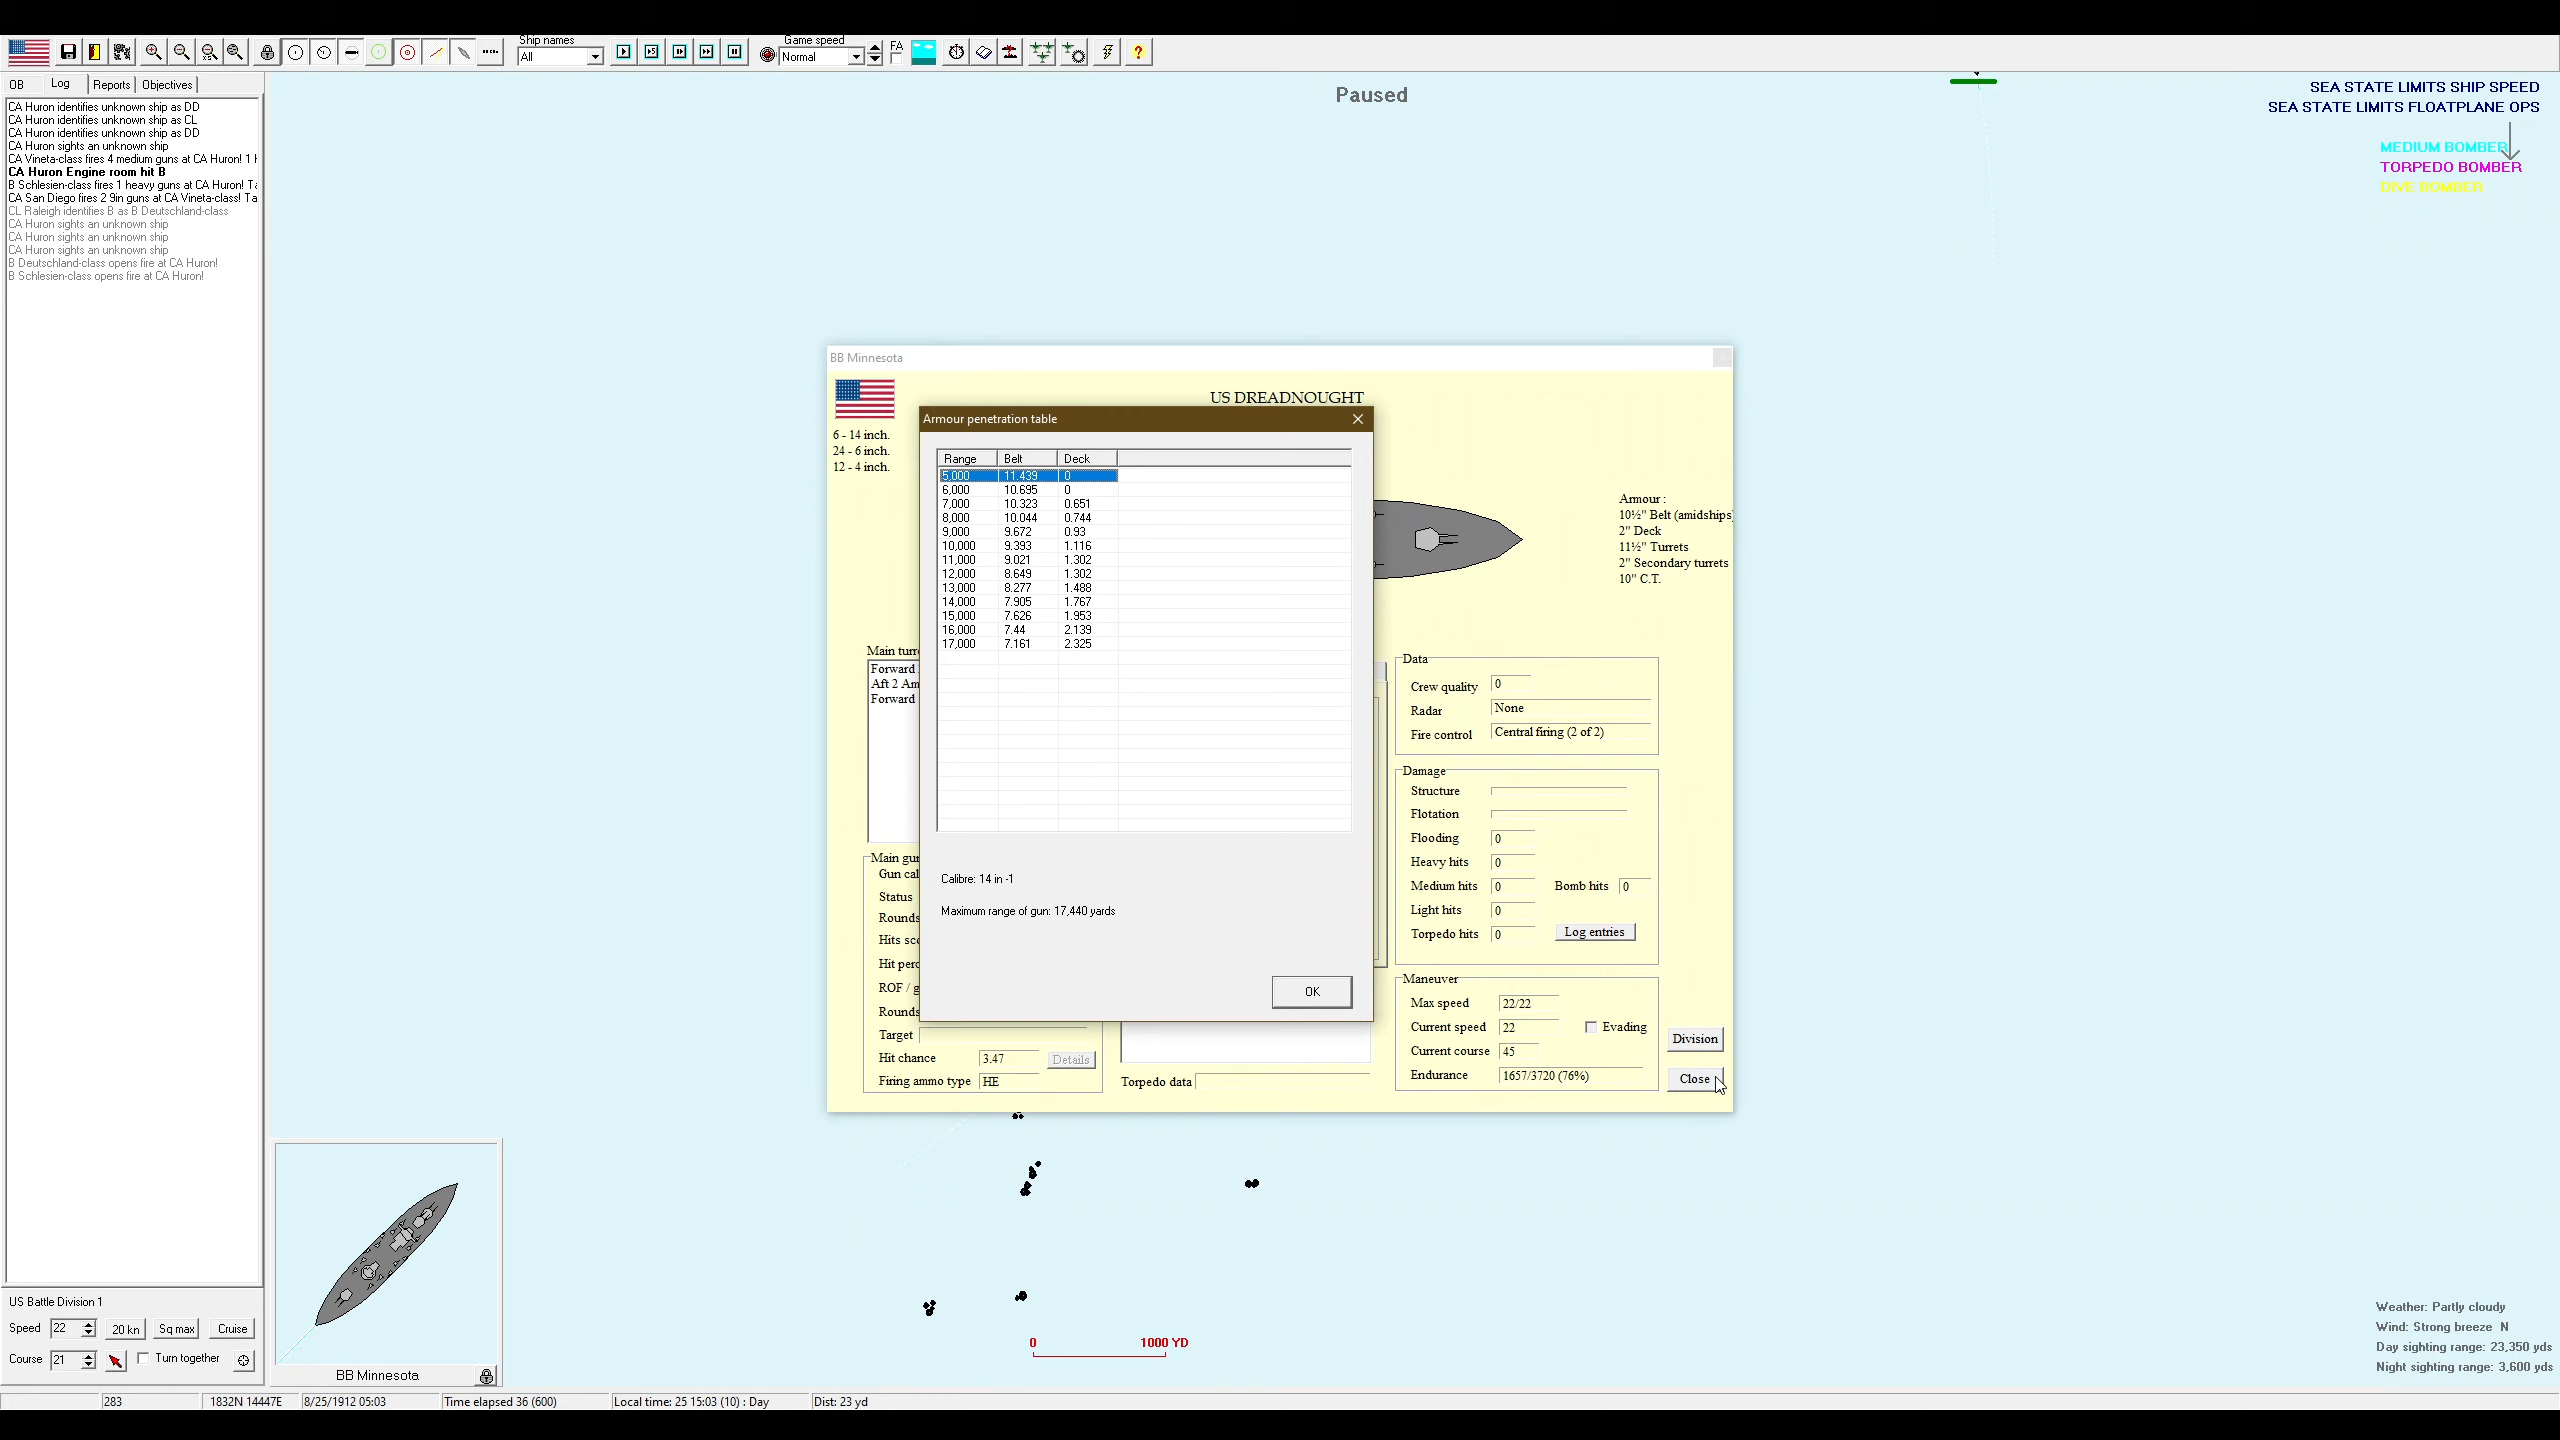 Ship names
All
Game speed
Normal
FA
OB
Log
Reports
Objectives
Paused
SEA STATE LIMITS SHIP SPEED
SEA STATE LIMITS FLOATPLANE OPS
MEDIUM BOMBER
TORPEDO BOMBER
DIVE BOMBER
CA Huron identifies unknown ship as DD
CA Huron identifies unknown ship as CL
CA Huron identifies unknown ship as DD
CA Huron sights an unknown ship
CA Vineta-class fires 4 medium guns at CA Huron! 1
CA Huron Engine room hit B
B Schlesien-class fires 1 heavy guns at CA Huron! Ta
CA San Diego fires 2 9in guns at CA Vineta-class! Ta
CL Raleigh identifies B as B Deutschland-class
CA Huron sights an unknown ship
CA Huron sights an unknown ship
CA Huron sights an unknown ship
B Deutschland-class opens fire at CA Huron!
B Schlesien-class opens fire at CA Huron!
BB Minnesota
US DREADNOUGHT
6 - 14 inch.
24 - 6 inch.
12 - 4 inch.
Armour penetration table
Range Belt Deck
5,000 11.439 0
6,000 10.695 0
7,000 10.323 0.651
8,000 10.044 0.744
9,000 9.672 0.93
10,000 9.393 1.116
11,000 9.021 1.302
12,000 8.649 1.302
13,000 8.277 1.488
14,000 7.905 1.767
15,000 7.626 1.953
16,000 7.44 2.139
17,000 7.161 2.325
Calibre: 14 in -1
Maximum range of gun: 17,440 yards
OK
Armour :
10½" Belt (amidships)
2" Deck
11½" Turrets
2" Secondary turrets
10" C.T.
Main turr
Forward
Aft 2 Am
Forward
Main gun
Gun cal
Status
Rounds
Hits sco
Hit perc
ROF / g
Rounds
Target
Hit chance 3.47 Details
Firing ammo type HE
Torpedo data
Data
Crew quality 0
Radar None
Fire control Central firing (2 of 2)
Damage
Structure
Flotation
Flooding 0
Heavy hits 0
Medium hits 0 Bomb hits 0
Light hits 0
Torpedo hits 0 Log entries
Maneuver
Max speed 22/22
Current speed 22 Evading
Current course 45
Endurance 1657/3720 (76%)
Division
Close
US Battle Division 1
Speed 22 20 kn Sq max Cruise
Course 21 Turn together
BB Minnesota
0 1000 YD
Weather: Partly cloudy
Wind: Strong breeze N
Day sighting range: 23,350 yds
Night sighting range: 3,600 yds
283 1832N 14447E 8/25/1912 05:03 Time elapsed 36 (600) Local time: 25 15:03 (10) : Day Dist: 23 yd